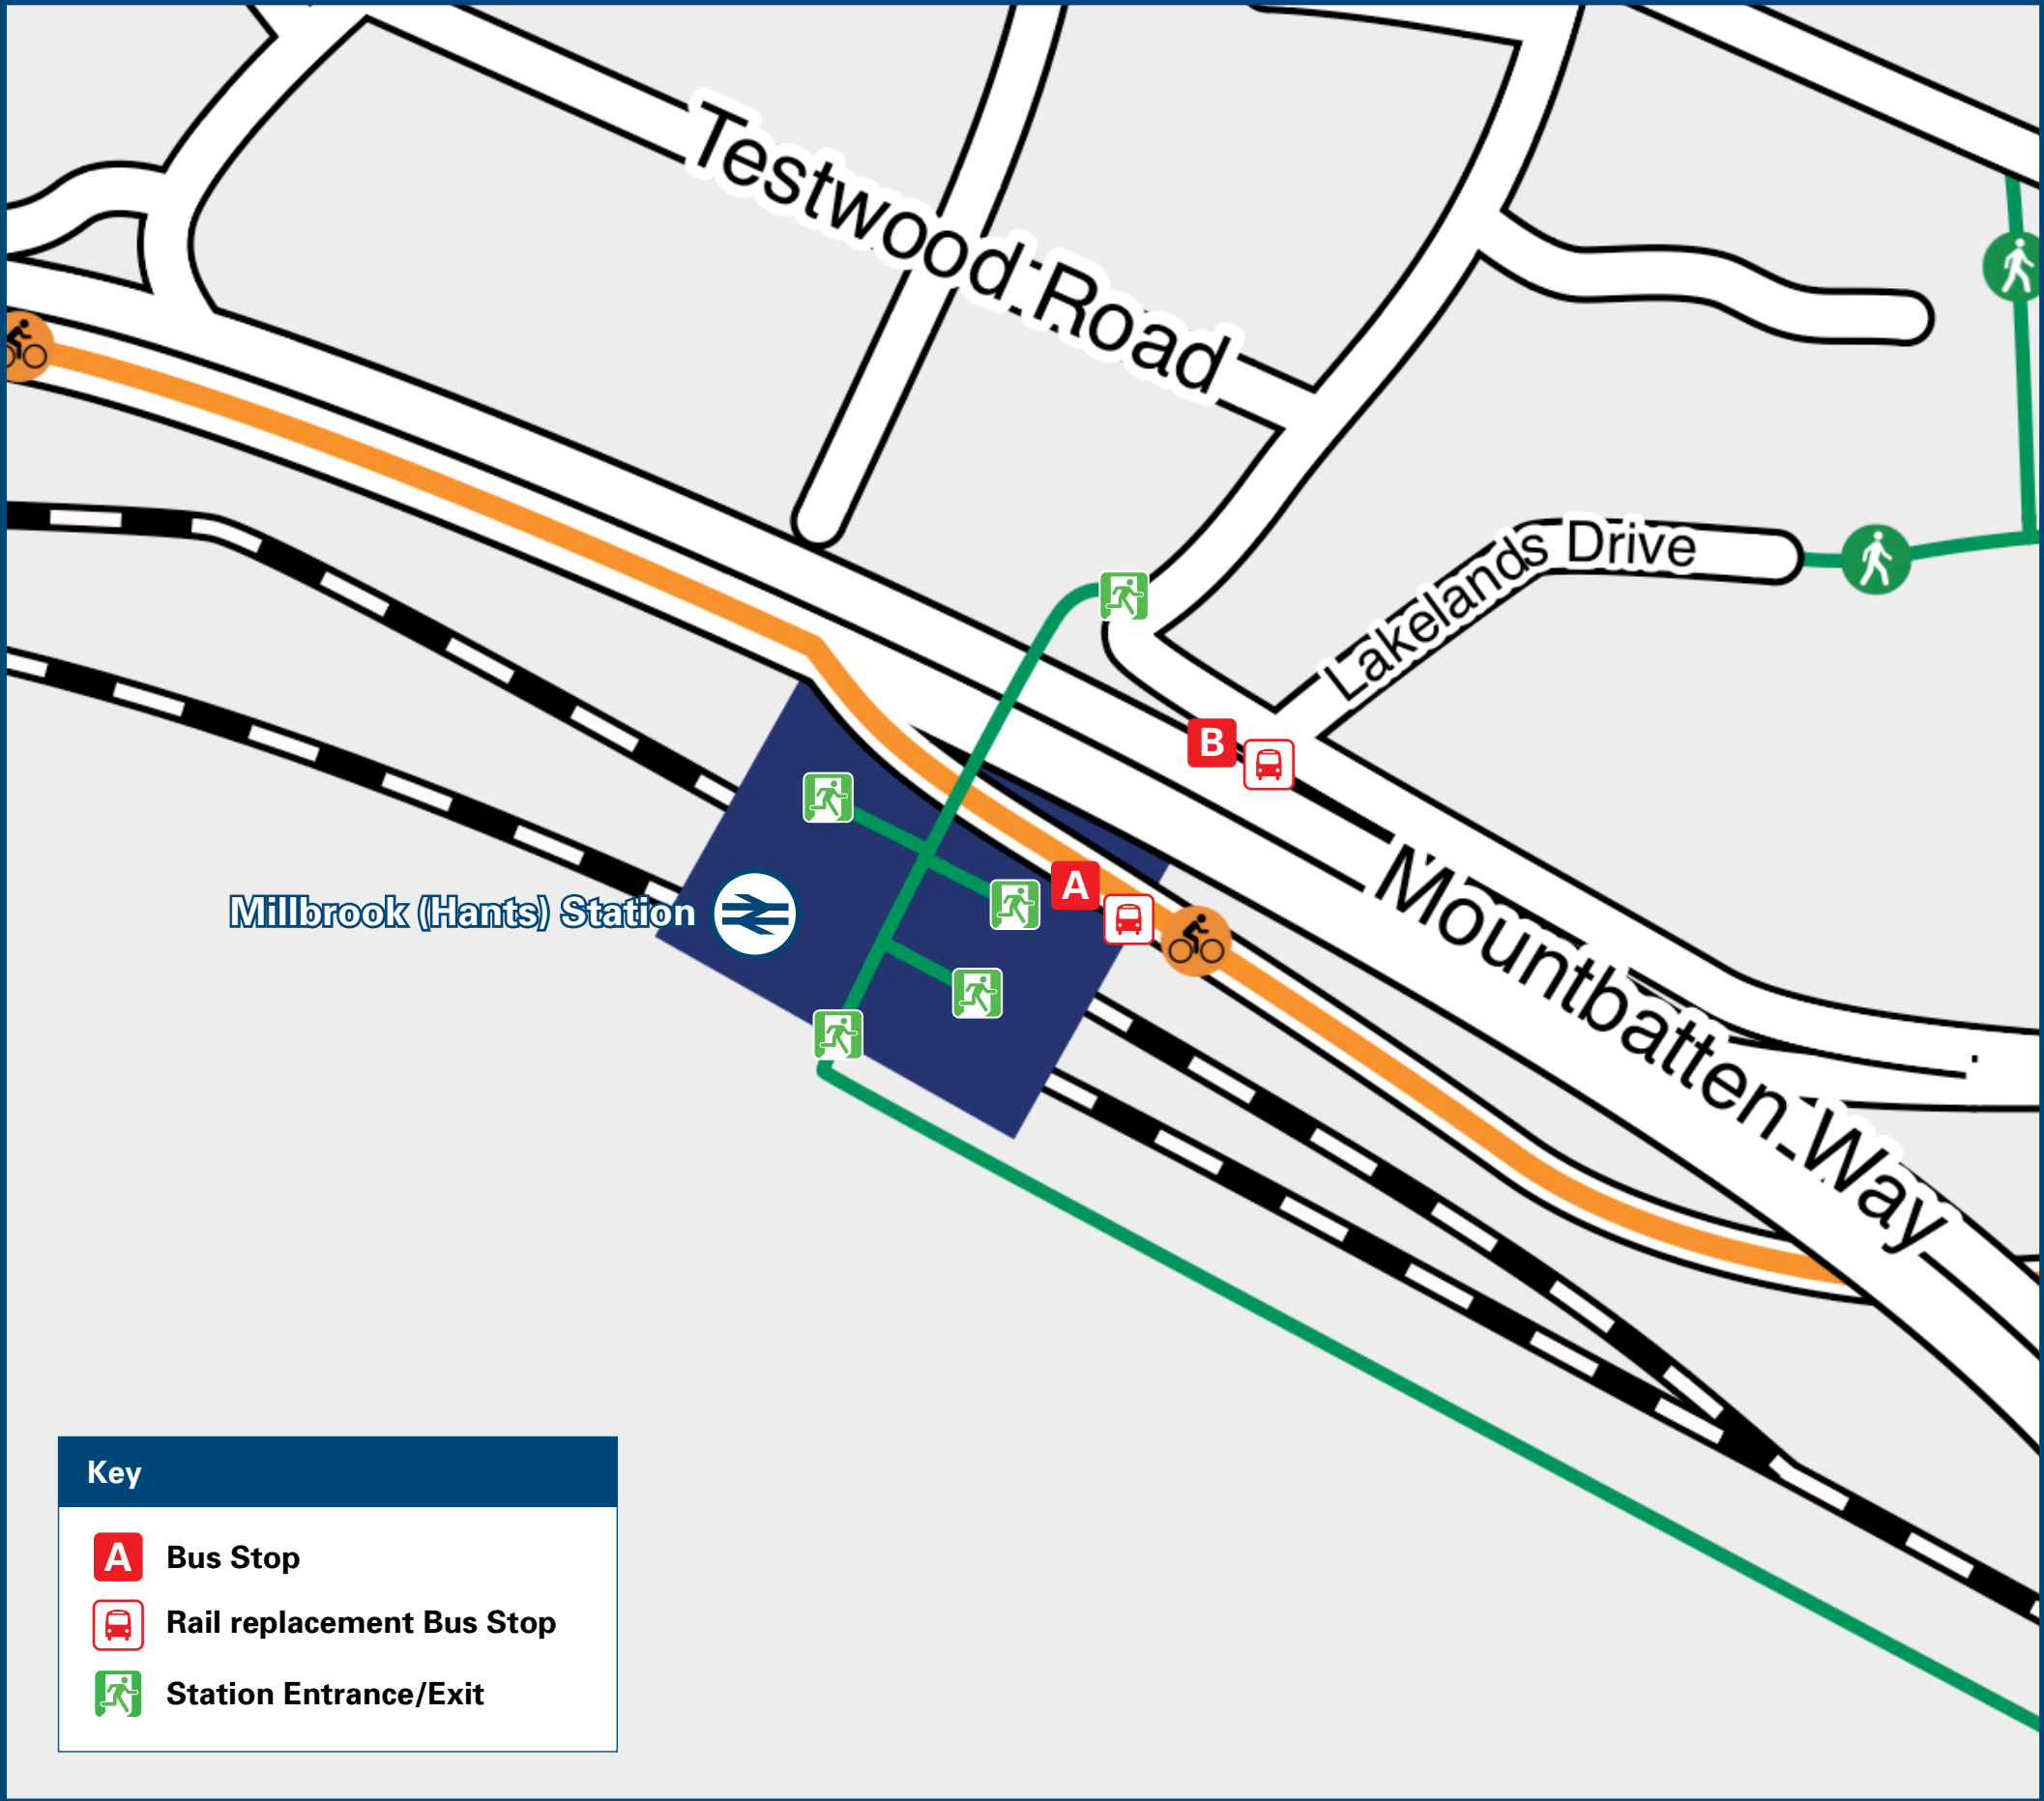 Testwood Road
Lakelands Drive
B
A
Mountbatten Way
Millbrook (Hants) Station
Key
A Bus Stop
Rail replacement Bus Stop
Station Entrance/Exit